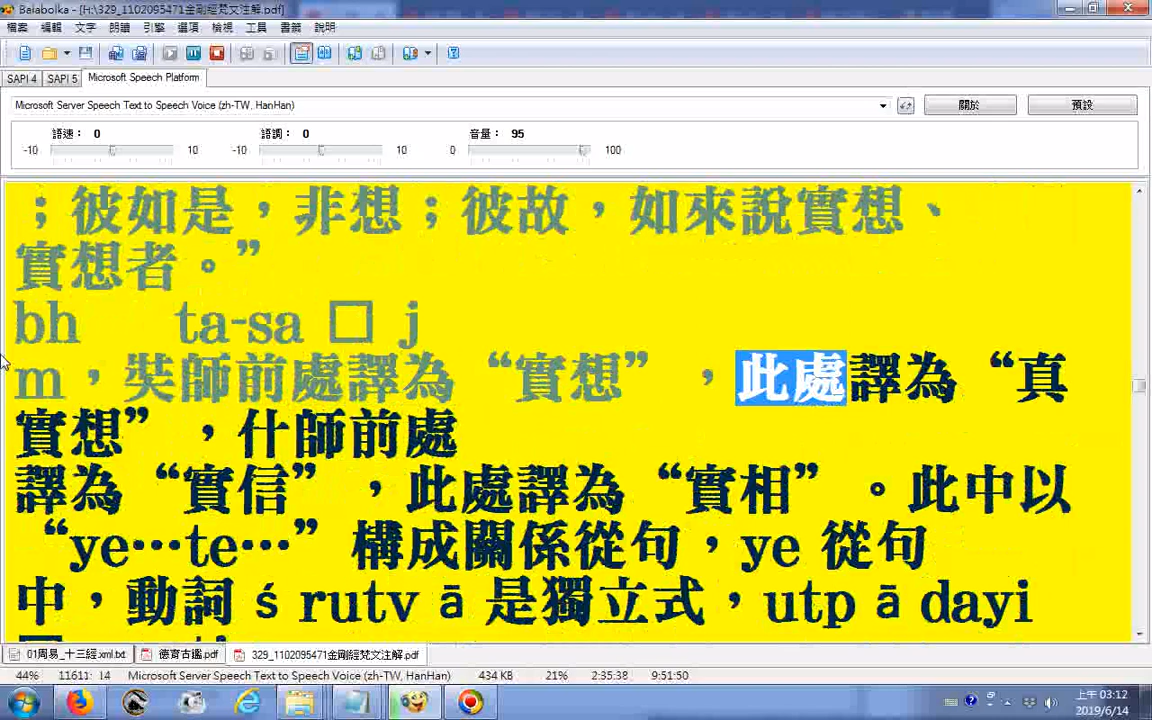 Balabolka - [H:\329_1102095471金剛經梵文注解.pdf]
檔案 編輯 文字 朗讀 引擎 選項 檢視 工具 書籤 說明
SAPI 4 SAPI 5 Microsoft Speech Platform
Microsoft Server Speech Text to Speech Voice (zh-TW, HanHan) 關於 預設
語速： 0 語調： 0 音量： 95
-10 10 -10 10 0 100
；彼如是，非想；彼故，如來說實想、
實想者。”
bh ta-sa □ j
m，奘師前處譯為“實想”，此處譯為“真
實想”，什師前處
譯為“實信”，此處譯為“實相”。此中以
“ye…te…”構成關係從句，ye 從句
中，動詞 ś rutv ā 是獨立式，utp ā dayi
01周易_十三經.xml.txt 德育古鑑.pdf 329_1102095471金剛經梵文注解.pdf
44% 11611: 14 Microsoft Server Speech Text to Speech Voice (zh-TW, HanHan) 434 KB 21% 2:35:38 9:51:50
上午 03:12
2019/6/14